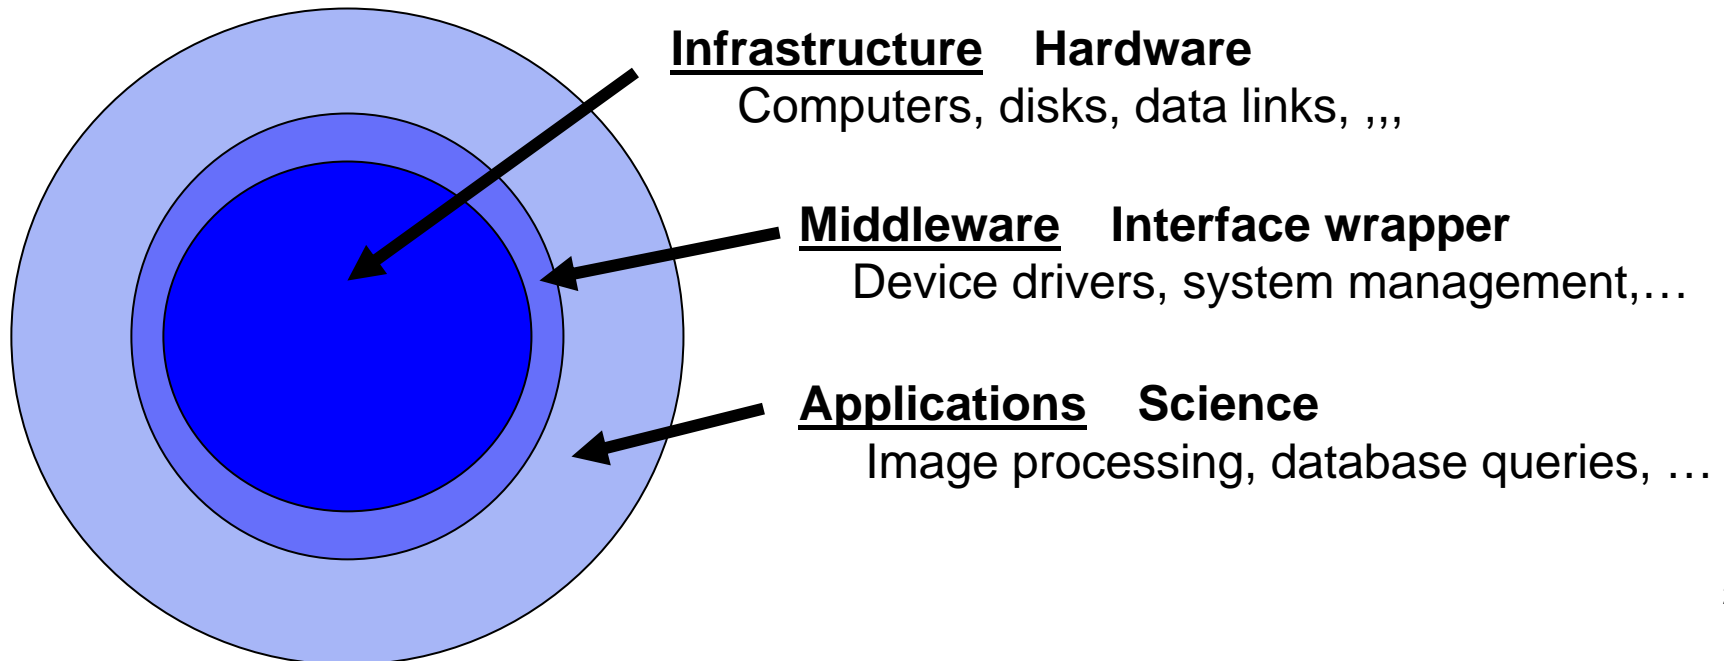 Infrastructure Hardware
Computers, disks, data links, ,,,
Middleware Interface wrapper
Device drivers, system management,…
Applications Science
Image processing, database queries, …